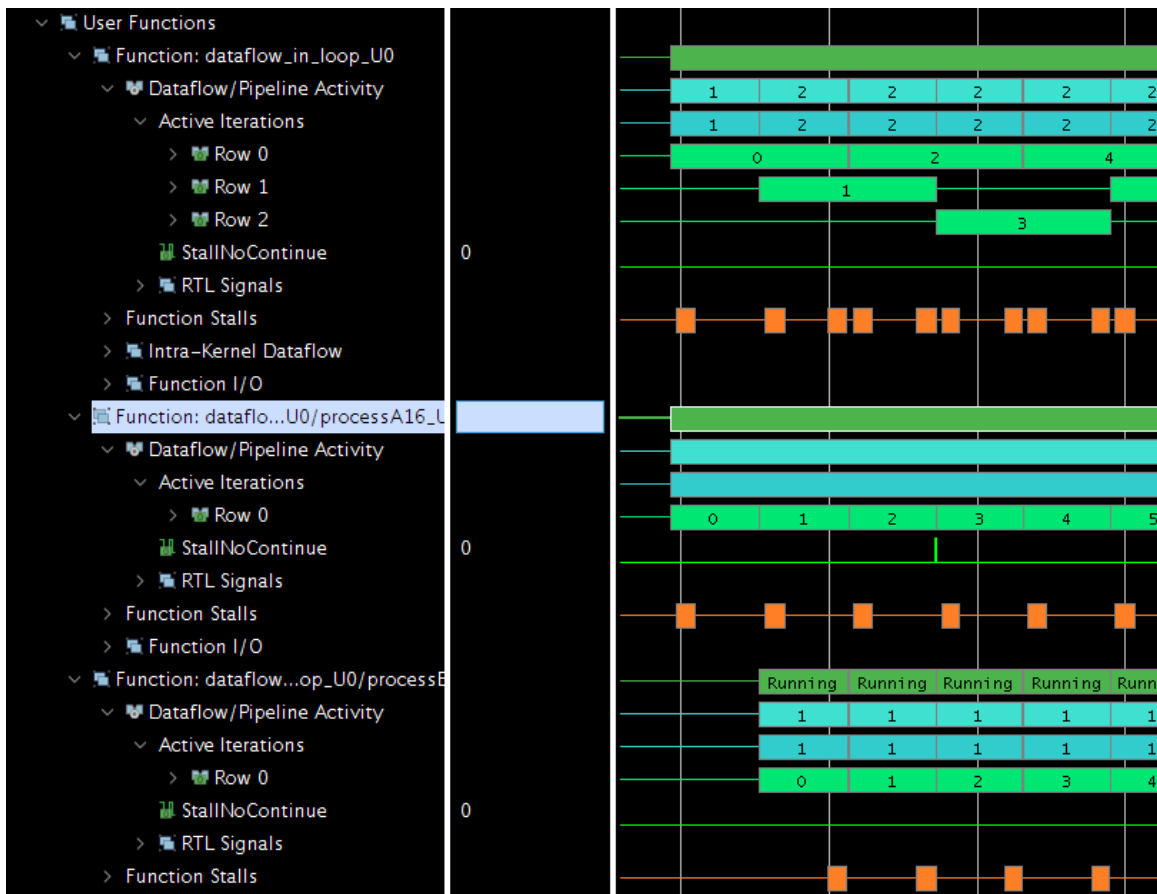 User Functions
Function: dataflow_in_loop_U0
Dataflow/Pipeline Activity 1 2 2 2 2 2
Active Iterations 1 2 2 2 2 2
Row 0 0 2 4
Row 1 1
Row 2 3
StallNoContinue 0
RTL Signals
Function Stalls
Intra-Kernel Dataflow
Function I/O
Function: dataflo...U0/processA16_U
Dataflow/Pipeline Activity
Active Iterations
Row 0 0 1 2 3 4 5
StallNoContinue 0
RTL Signals
Function Stalls
Function I/O
Function: dataflow...op_U0/processE Running Running Running Running Runn
Dataflow/Pipeline Activity 1 1 1 1 1
Active Iterations 1 1 1 1 1
Row 0 0 1 2 3 4
StallNoContinue 0
RTL Signals
Function Stalls